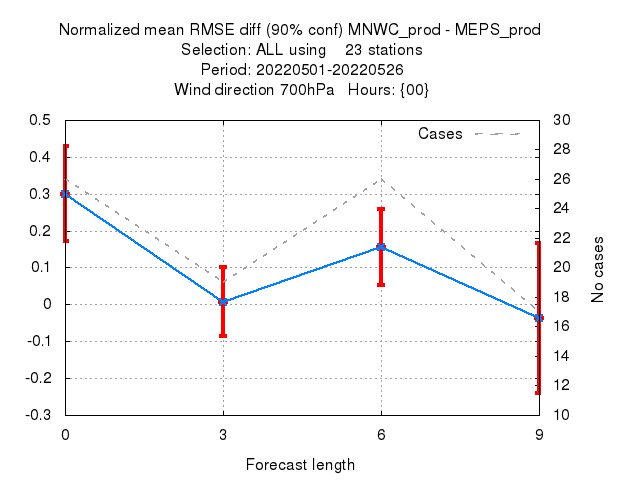 Normalized mean RMSE diff (90% conf) MNWC_prod - MEPS_prod
Selection: ALL using 23 stations
Period: 20220501-20220526
Wind direction 700hPa Hours: {00}
Cases
0.5
0.4
0.3
0.2
0.1
0
-0.1
-0.2
-0.3
30
28
26
24
22
20
18
16
14
12
10
No cases
0 3 6 9
Forecast length